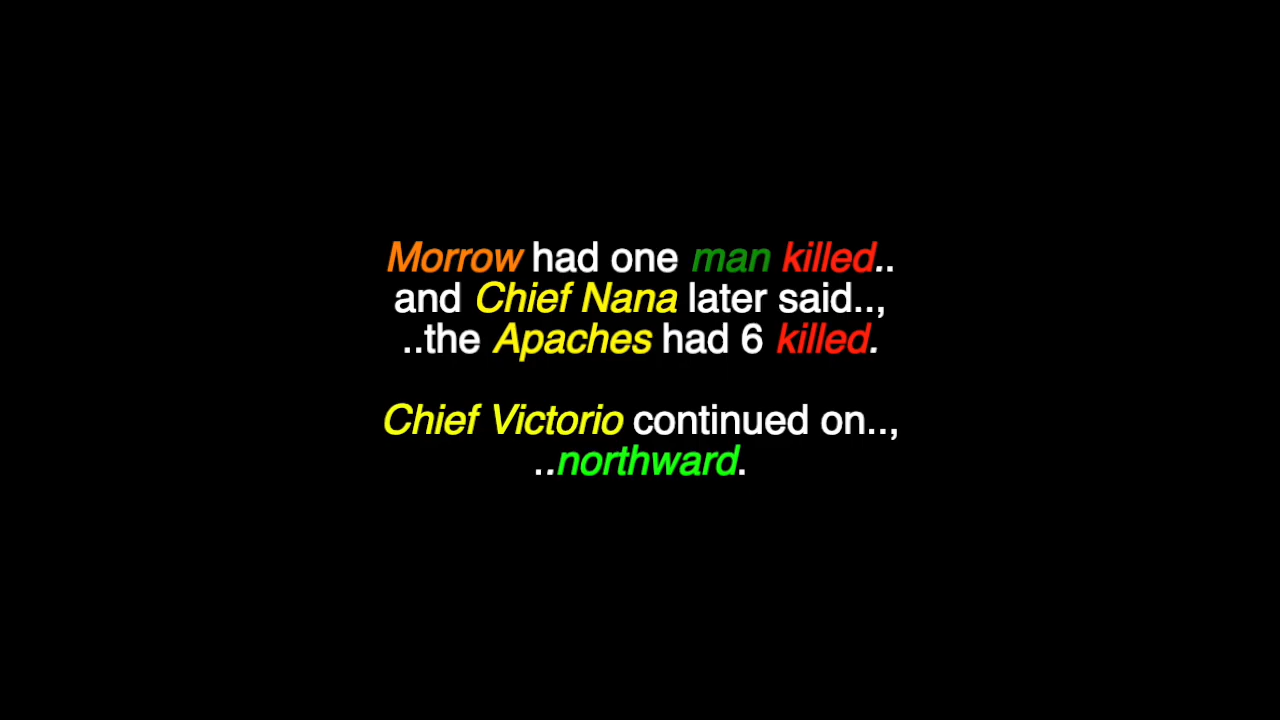 Morrow had one man killed..
and Chief Nana later said..,
..the Apaches had 6 killed.
Chief Victorio continued on..,
..northward.